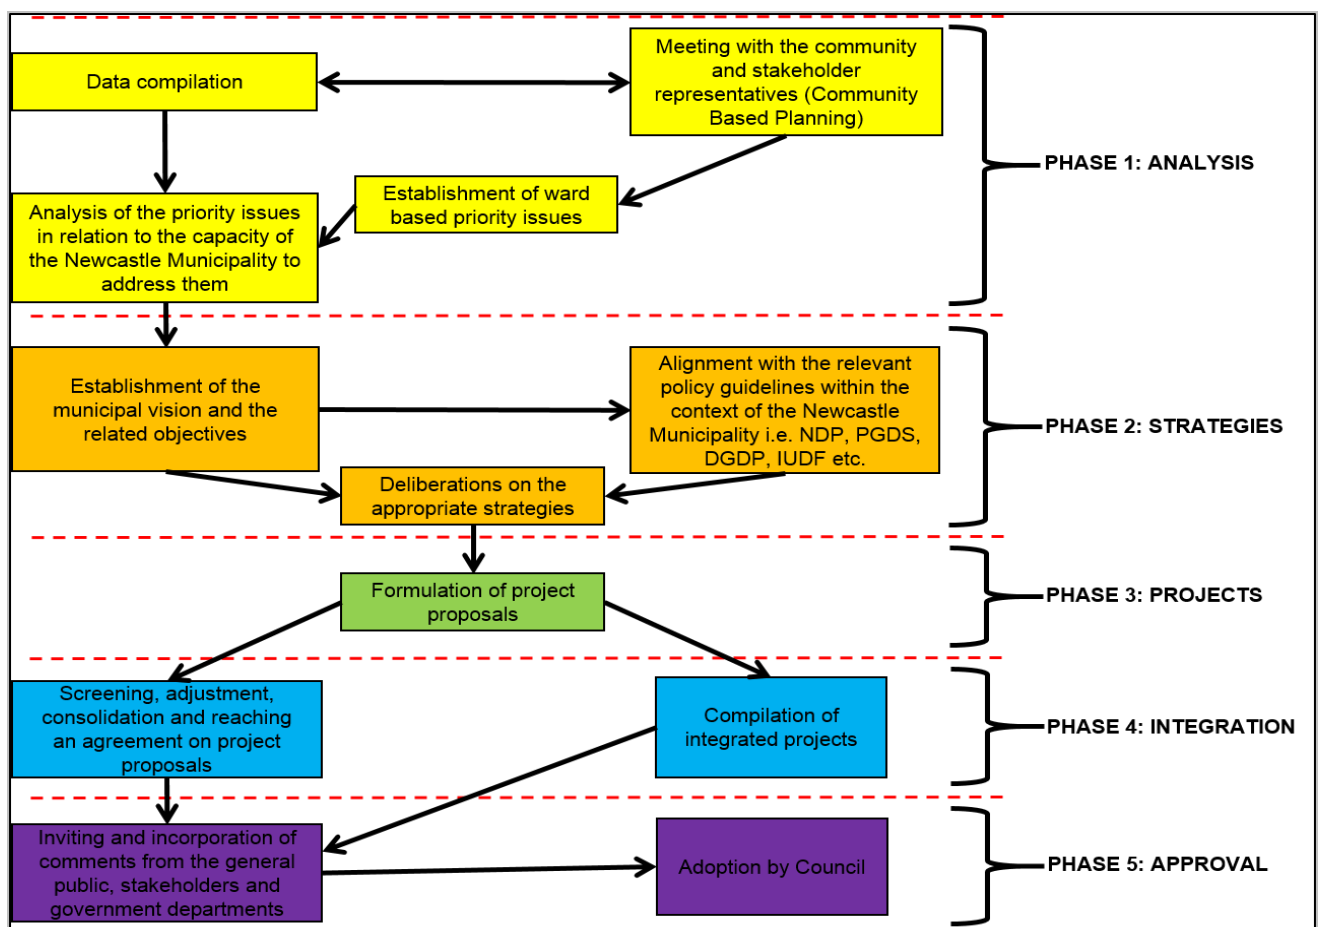 Data compilation
Meeting with the community
and stakeholder
representatives (Community
Based Planning)
PHASE 1: ANALYSIS
Establishment of ward
based priority issues
Analysis of the priority issues
in relation to the capacity of
the Newcastle Municipality to
address them
Establishment of the
municipal vision and the
related objectives
Alignment with the relevant
policy guidelines within the
context of the Newcastle
Municipality i.e. NDP, PGDS,
DGDP, IUDF etc.
PHASE 2: STRATEGIES
Deliberations on the
appropriate strategies
Formulation of project
proposals
PHASE 3: PROJECTS
Screening, adjustment,
consolidation and reaching
an agreement on project
proposals
Compilation of
integrated projects
PHASE 4: INTEGRATION
Inviting and incorporation of
comments from the general
public, stakeholders and
government departments
Adoption by Council
PHASE 5: APPROVAL